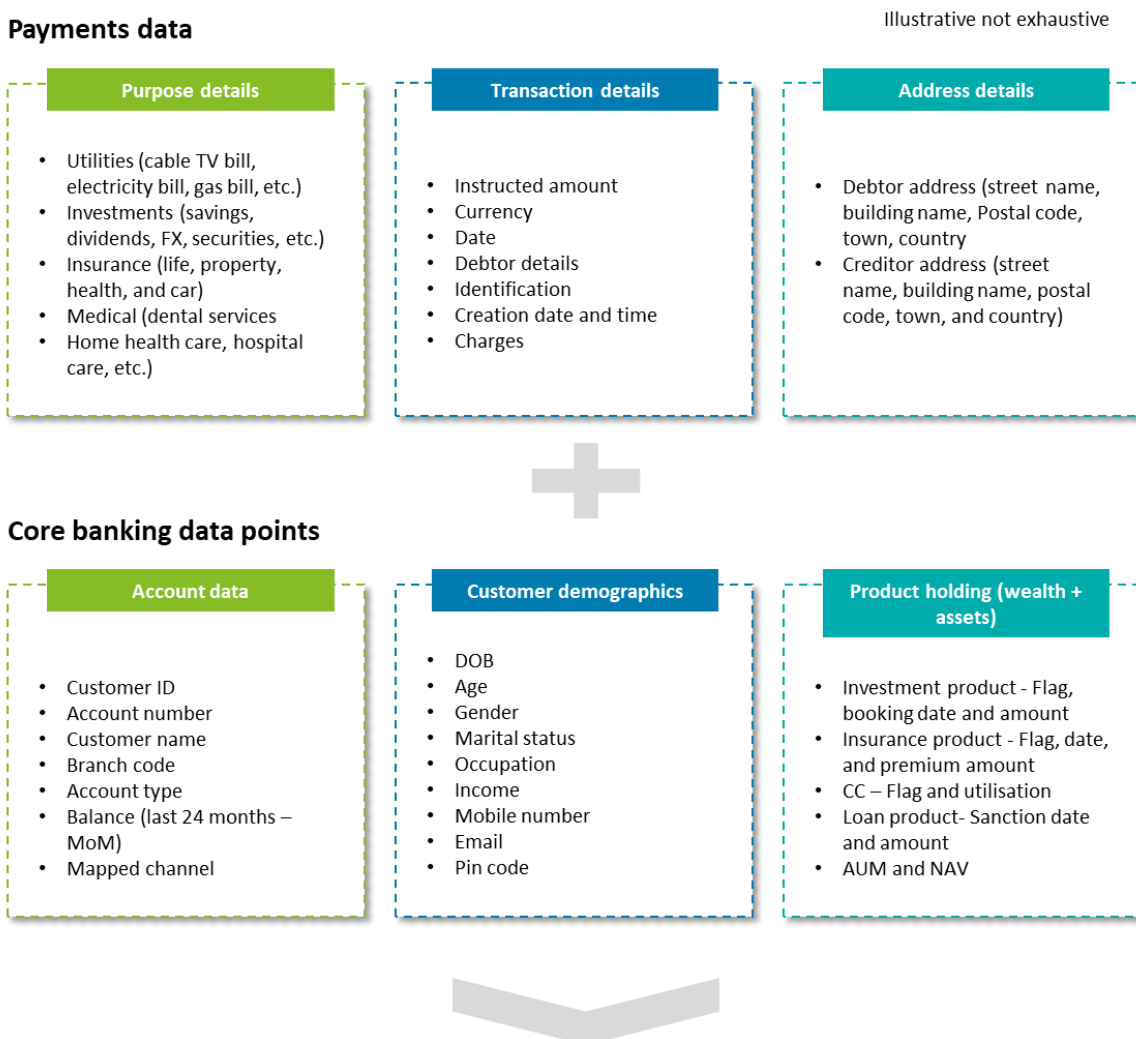 Illustrative not exhaustive
Payments data
Purpose details
• Utilities (cable TV bill,
electricity bill, gas bill, etc.)
• Investments (savings,
dividends, FX, securities, etc.)
• Insurance (life, property,
health, and car)
• Medical (dental services
Home health care, hospital
care, etc.)
Transaction details
• Instructed amount
• Currency
• Date
• Debtor details
• Identification
• Creation date and time
• Charges
Address details
• Debtor address (street name,
building name, Postal code,
town, country
• Creditor address (street
name, building name, postal
code, town, and country)
Core banking data points
Account data
• Customer ID
• Account number
• Customer name
• Branch code
• Account type
• Balance (last 24 months –
MoM)
• Mapped channel
Customer demographics
• DOB
• Age
• Gender
• Marital status
• Occupation
• Income
• Mobile number
• Email
• Pin code
Product holding (wealth +
assets)
• Investment product - Flag,
booking date and amount
• Insurance product - Flag, date,
and premium amount
• CC – Flag and utilisation
• Loan product- Sanction date
and amount
• AUM and NAV